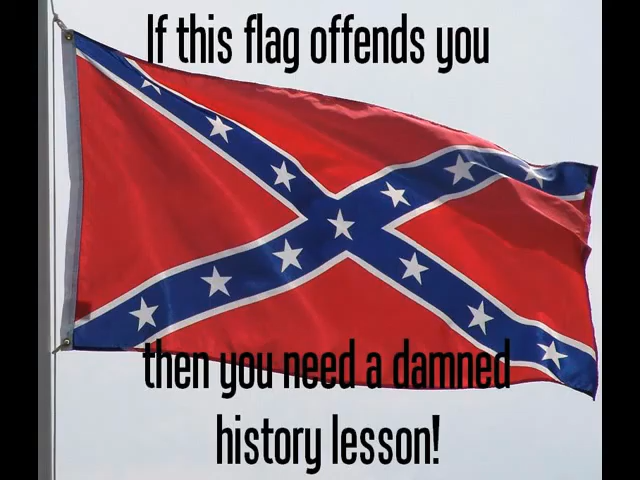 If this flag offends you
then you need a damned
history lesson!